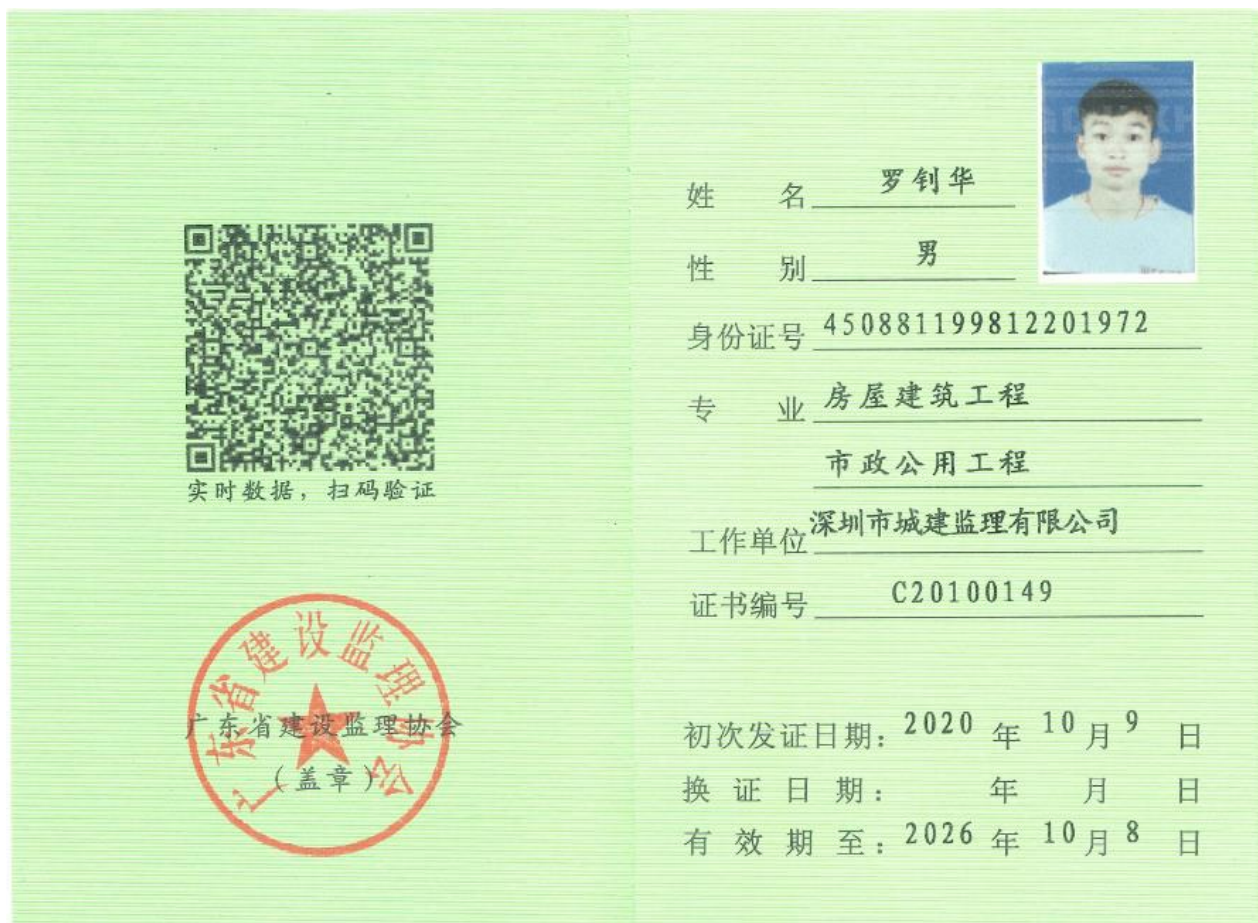 实时数据，扫码验证
广东省建设监理协会
广东省建设监理协会
（盖章）
姓 名 罗钊华
性 别 男
身份证号 450881199812201972
专 业 房屋建筑工程
市政公用工程
工作单位 深圳市城建监理有限公司
证书编号 C20100149
初次发证日期：2020 年 10 月 9 日
换 证 日 期： 年 月 日
有 效 期 至：2026 年 10 月 8 日